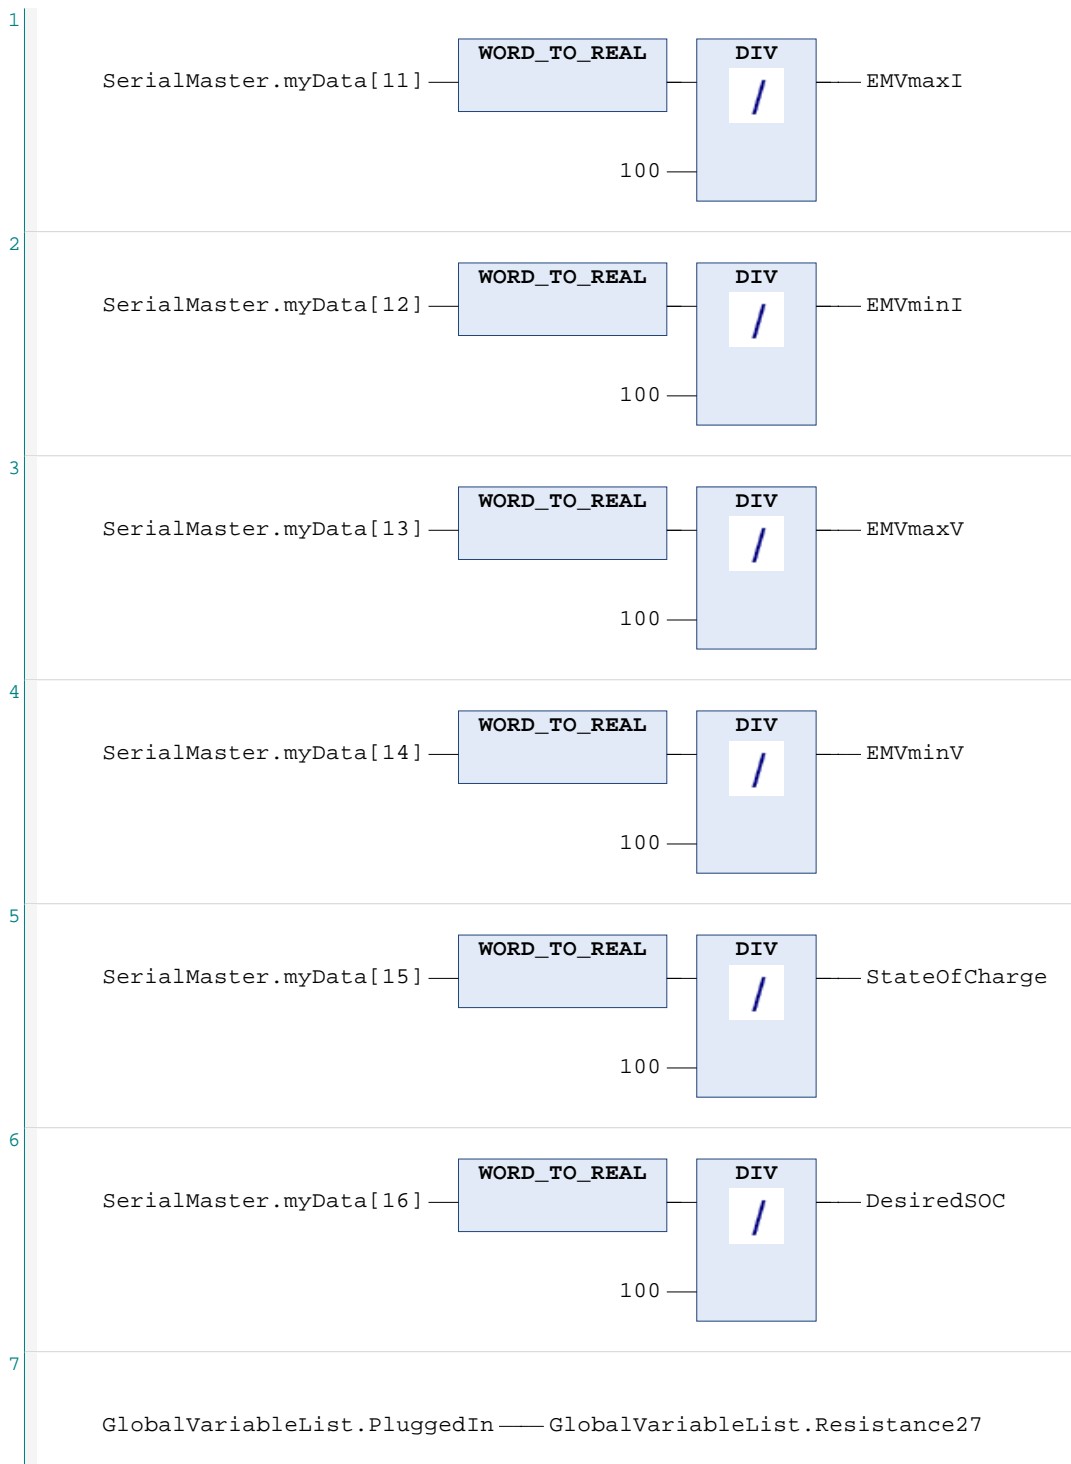 1
WORD_TO_REAL DIV
SerialMaster.myData[11] / EMVmaxI
100
2
WORD_TO_REAL DIV
SerialMaster.myData[12] / EMVminI
100
3
WORD_TO_REAL DIV
SerialMaster.myData[13] / EMVmaxV
100
4
WORD_TO_REAL DIV
SerialMaster.myData[14] / EMVminV
100
5
WORD_TO_REAL DIV
SerialMaster.myData[15] / StateOfCharge
100
6
WORD_TO_REAL DIV
SerialMaster.myData[16] / DesiredSOC
100
7
GlobalVariableList.PluggedIn GlobalVariableList.Resistance27